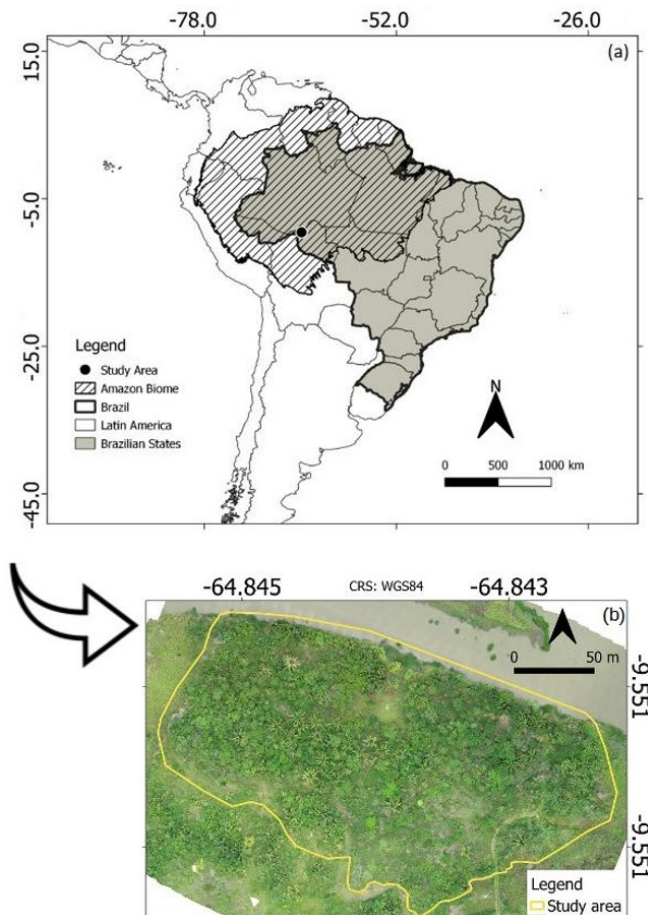 -78.0 -52.0 -26.0
(a)
15.0
-5.0
-25.0
-45.0
Legend
Study Area
Amazon Biome
Brazil
Latin America
Brazilian States
N
0 500 1000 km
-64.845 CRS: WGS84 -64.843
(b)
0 50 m
-9.551
-9.551
Legend
Study area